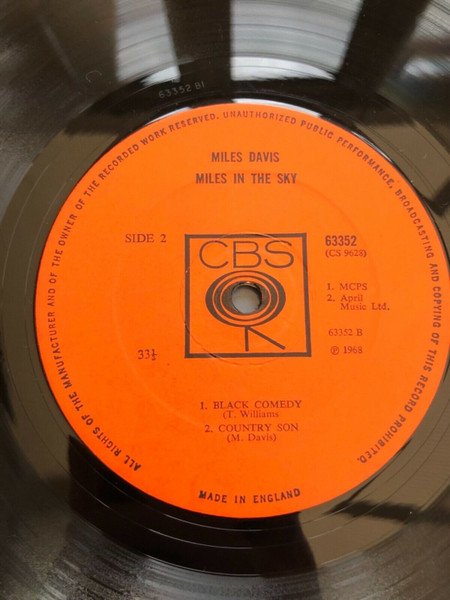 63352 B1
ALL RIGHTS OF THE MANUFACTURER AND OF THE OWNER OF THE RECORDED WORK RESERVED. UNAUTHORIZED PUBLIC PERFORMANCE, BROADCASTING AND COPYING OF THIS RECORD PROHIBITED.
MILES DAVIS
MILES IN THE SKY
SIDE 2
CBS
63352
(CS 9628)
1. MCPS
2. April
Music Ltd.
63352 B
33⅓
℗ 1968
1. BLACK COMEDY
(T. Williams
2. COUNTRY SON
(M. Davis)
MADE IN ENGLAND